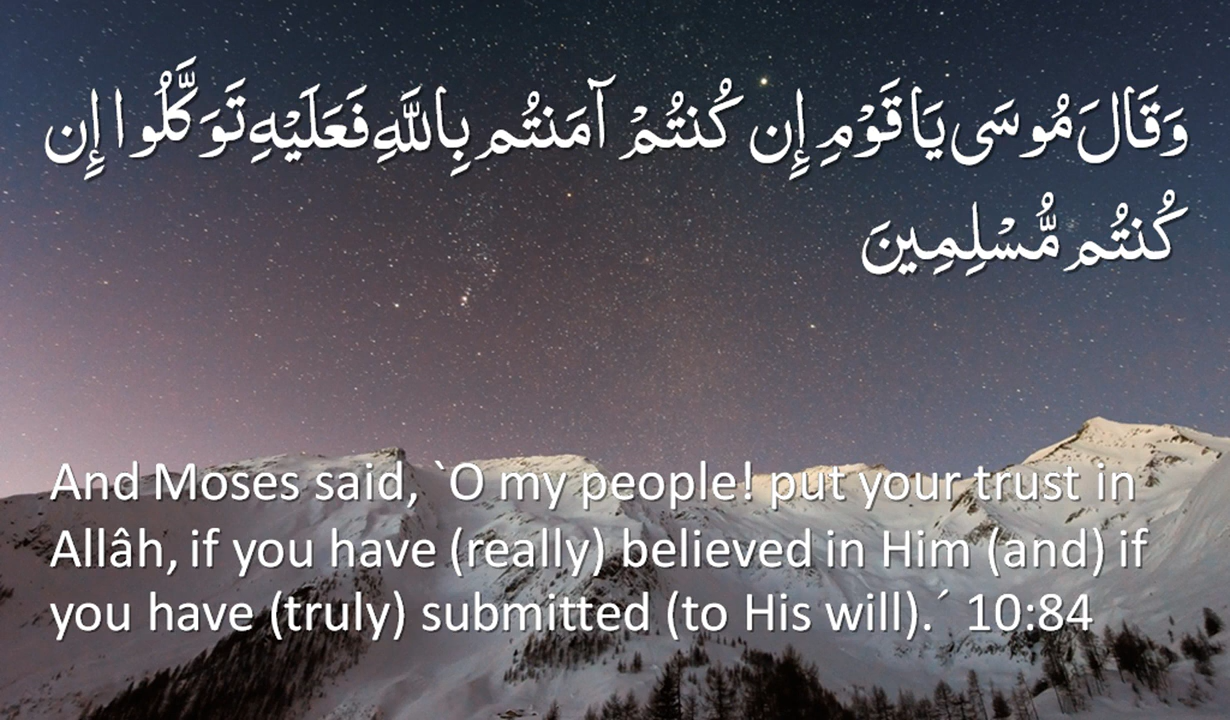 وَقَالَ مُوسَى يَا قَوْمِ إِن كُنتُمْ آمَنتُم بِاللَّهِ فَعَلَيْهِ تَوَكَّلُوا إِن
كُنتُم مُّسْلِمِينَ
And Moses said, `O my people! put your trust in
Allâh, if you have (really) believed in Him (and) if
you have (truly) submitted (to His will).´ 10:84